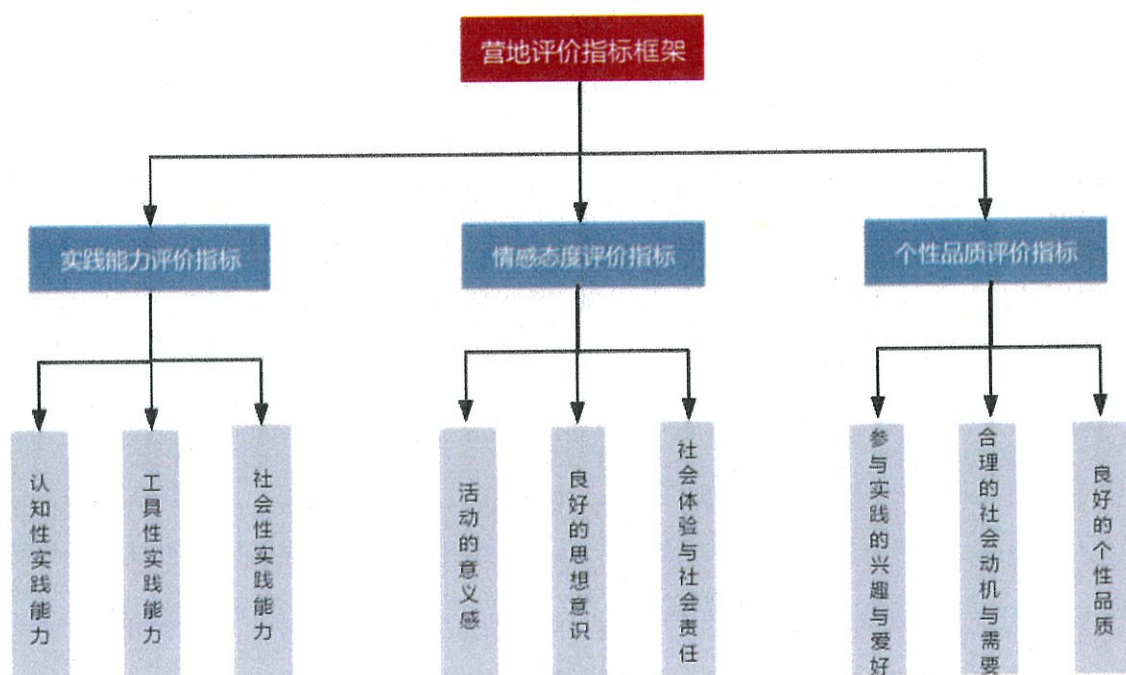 营地评价指标框架
实践能力评价指标
情感态度评价指标
个性品质评价指标
认知性实践能力
工具性实践能力
社会性实践能力
活动的意义感
良好的思想意识
社会体验与社会责任
参与实践的兴趣与爱好
合理的社会动机与需要
良好的个性品质